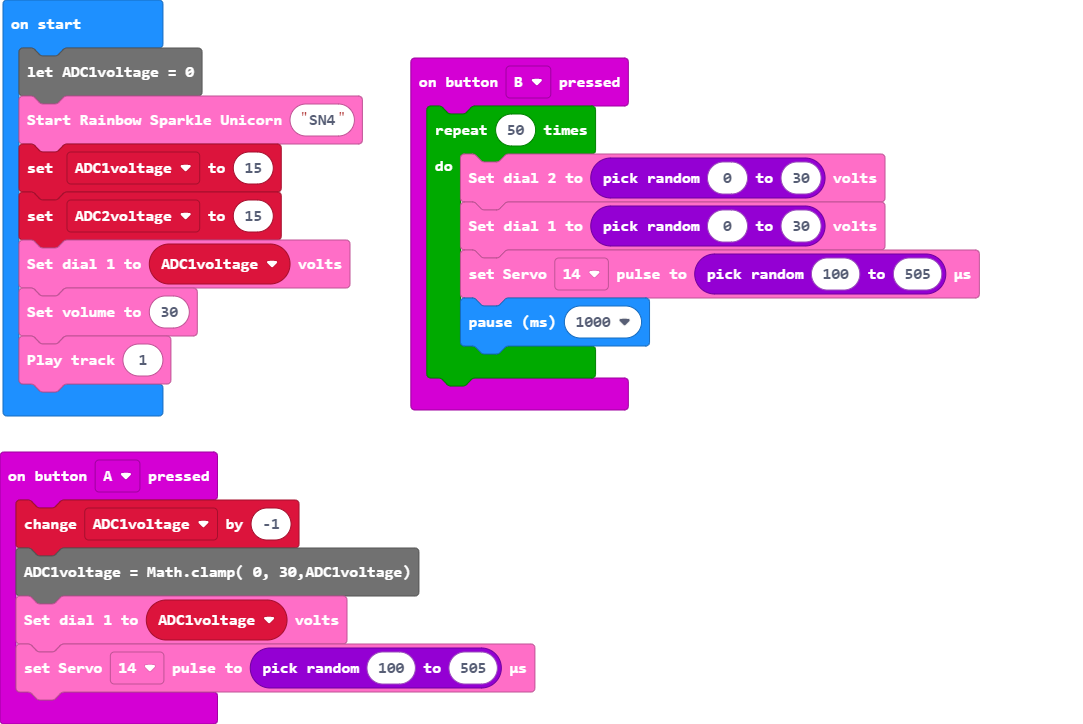 on start
let ADC1voltage = 0
Start Rainbow Sparkle Unicorn "SN4"
set ADC1voltage to 15
set ADC2voltage to 15
Set dial 1 to ADC1voltage volts
Set volume to 30
Play track 1
on button B pressed
repeat 50 times
do
Set dial 2 to pick random 0 to 30 volts
Set dial 1 to pick random 0 to 30 volts
set Servo 14 pulse to pick random 100 to 505 µs
pause (ms) 1000
on button A pressed
change ADC1voltage by -1
ADC1voltage = Math.clamp( 0, 30,ADC1voltage)
Set dial 1 to ADC1voltage volts
set Servo 14 pulse to pick random 100 to 505 µs